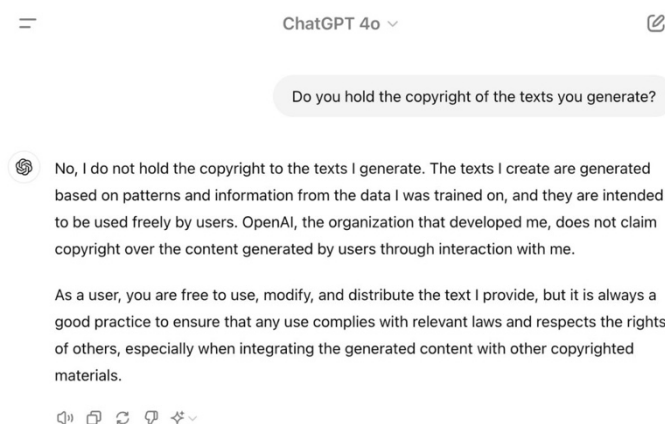 ChatGPT 4o
Do you hold the copyright of the texts you generate?
No, I do not hold the copyright to the texts I generate. The texts I create are generated
based on patterns and information from the data I was trained on, and they are intended
to be used freely by users. OpenAI, the organization that developed me, does not claim
copyright over the content generated by users through interaction with me.
As a user, you are free to use, modify, and distribute the text I provide, but it is always a
good practice to ensure that any use complies with relevant laws and respects the rights
of others, especially when integrating the generated content with other copyrighted
materials.